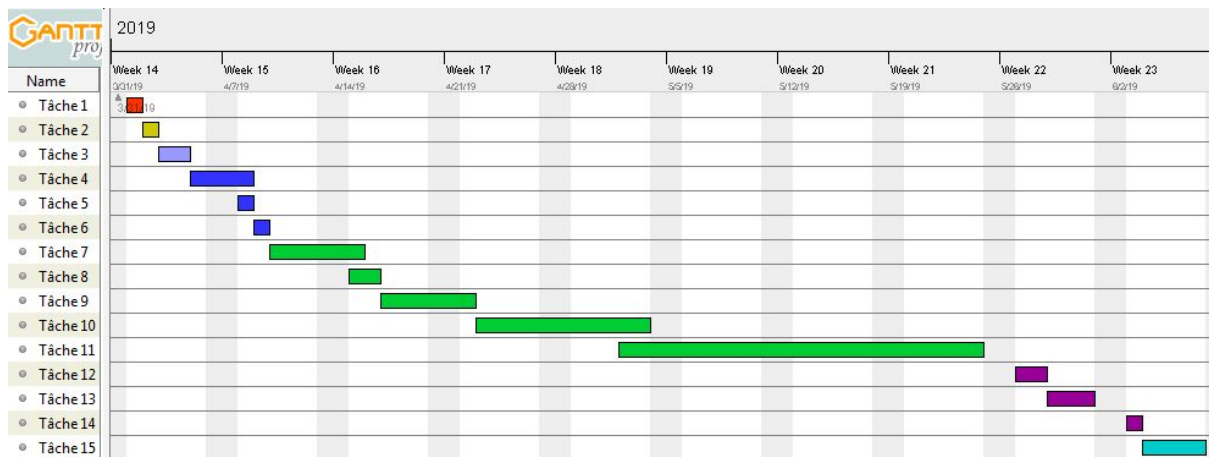 GANTT
proj
2019
Week 14 Week 15 Week 16 Week 17 Week 18 Week 19 Week 20 Week 21 Week 22 Week 23
3/31/19 4/7/19 4/14/19 4/21/19 4/28/19 5/5/19 5/12/19 5/19/19 5/26/19 6/2/19
Name
Tâche 1
3/31/19
Tâche 2
Tâche 3
Tâche 4
Tâche 5
Tâche 6
Tâche 7
Tâche 8
Tâche 9
Tâche 10
Tâche 11
Tâche 12
Tâche 13
Tâche 14
Tâche 15